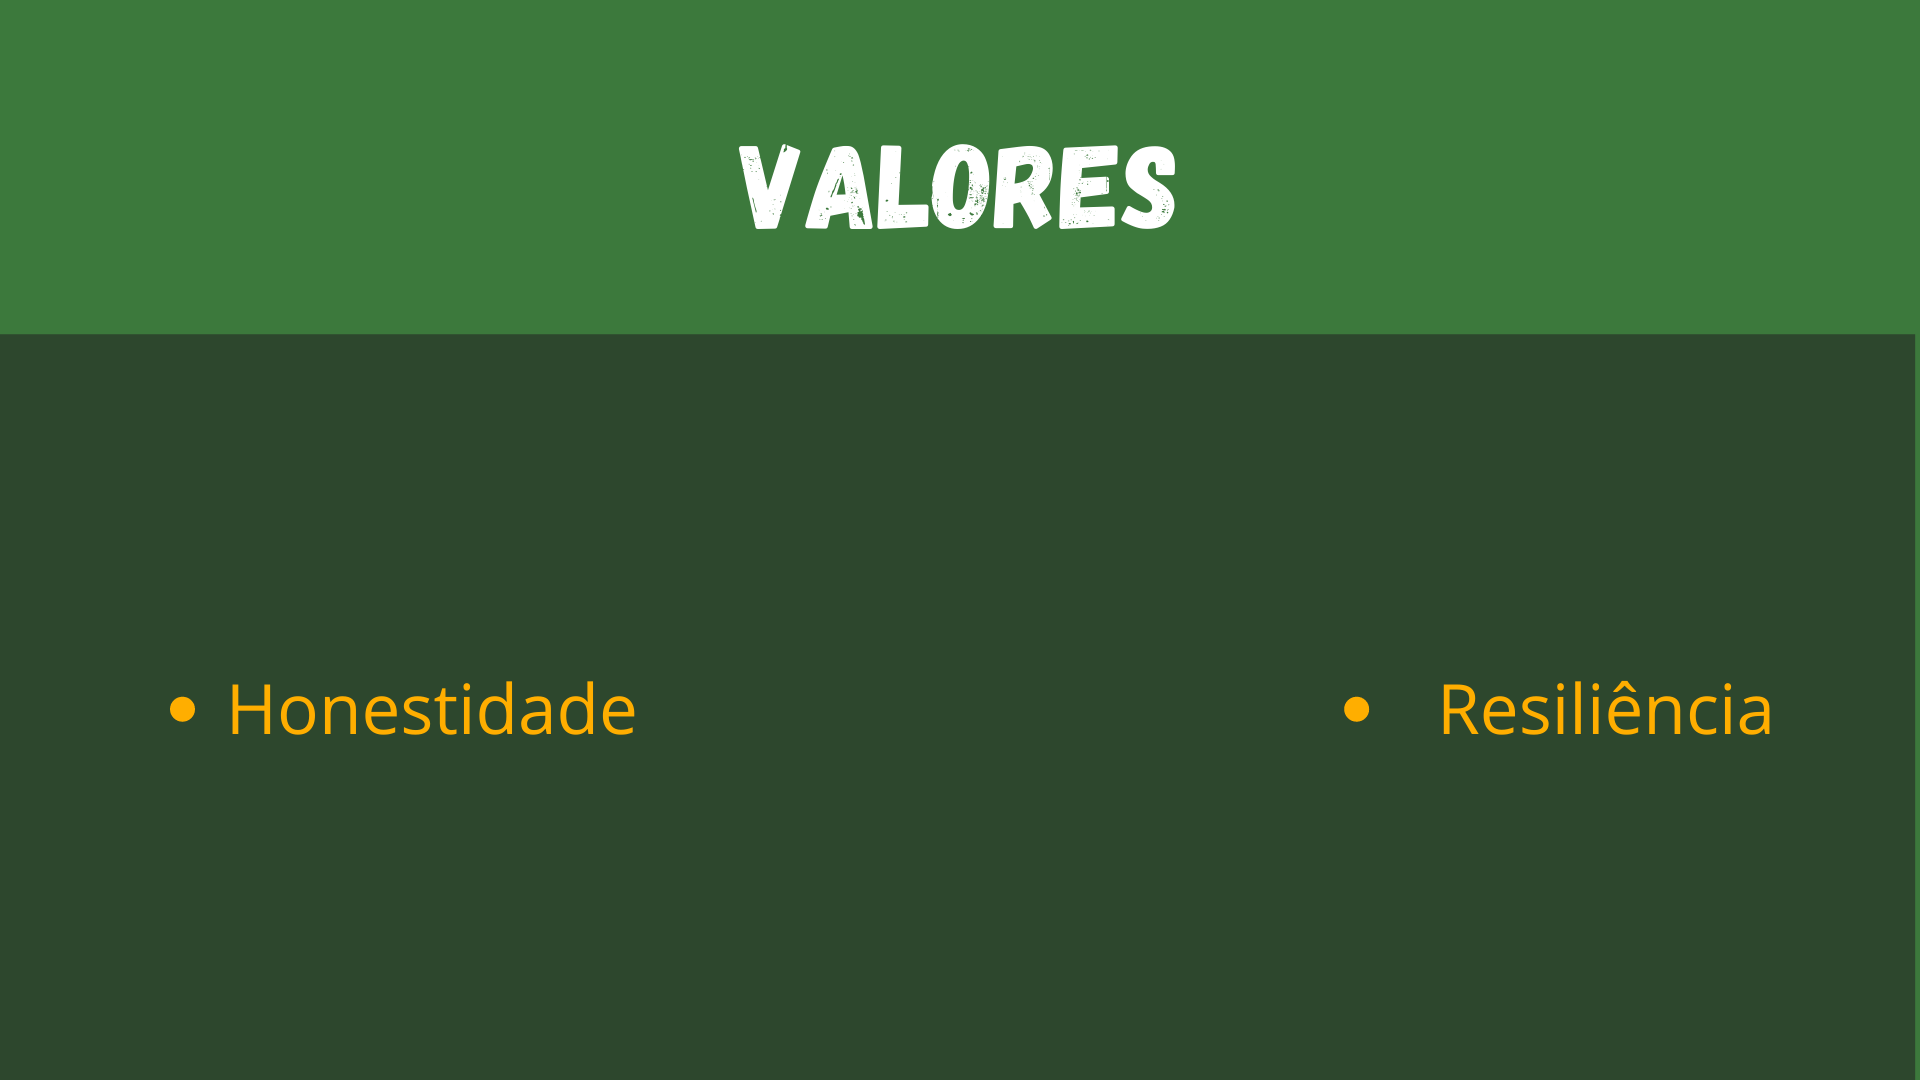 VALORES
• Honestidade
• Resiliência